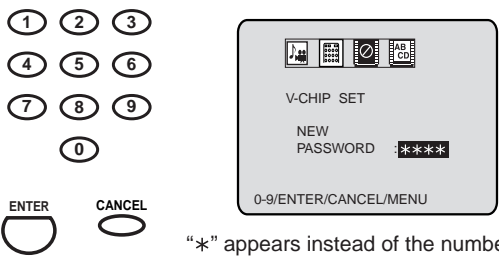 1 2 3
4 5 6
7 8 9
0
ENTER CANCEL
AB
CD
V-CHIP SET
NEW
PASSWORD :****
0-9/ENTER/CANCEL/MENU
“*” appears instead of the numbe